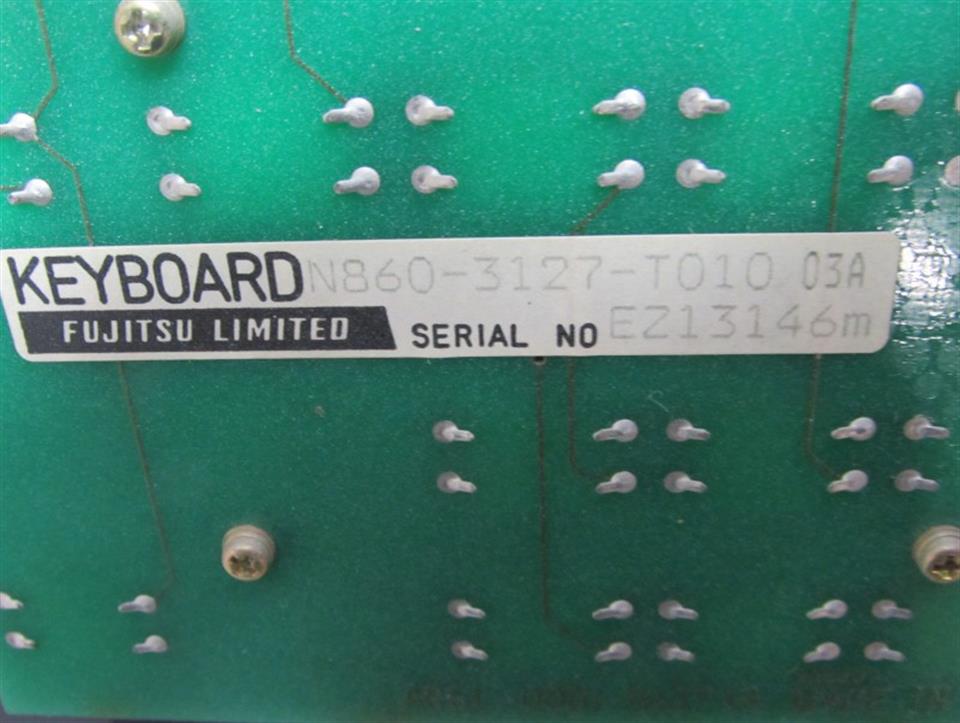 KEYBOARD N860-3127-T010 03A
FUJITSU LIMITED SERIAL NO EZ13146m